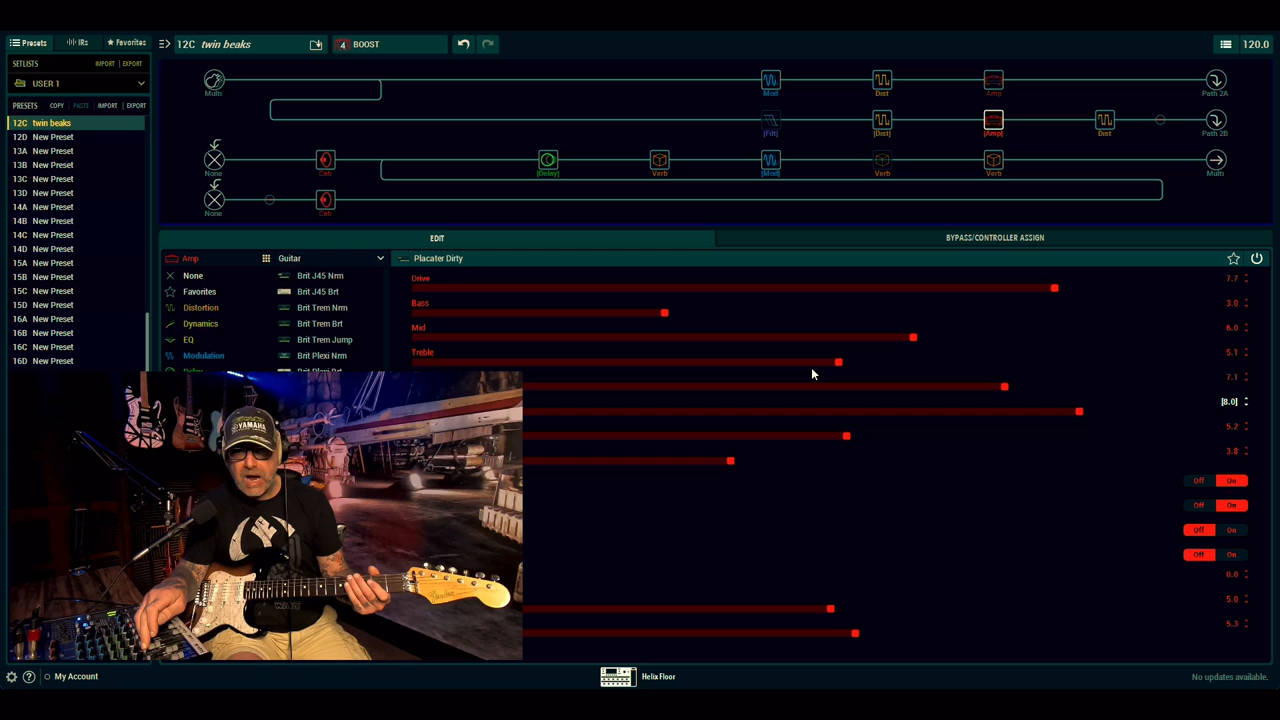 Presets IRs Favorites 12C twin beaks 4 BOOST 120.0
SETLISTS IMPORT EXPORT
USER 1
PRESETS COPY PASTE IMPORT EXPORT
12C twin beaks
12D New Preset
13A New Preset
13B New Preset
13C New Preset
13D New Preset
14A New Preset
14B New Preset
14C New Preset
14D New Preset
15A New Preset
15B New Preset
15C New Preset
15D New Preset
16A New Preset
16B New Preset
16C New Preset
16D New Preset
Multi Mod Dist Amp Path 2A
[Filt] [Dist] [Amp] Dist Path 2B
None Cab [Delay] Verb [Mod] Verb Verb Multi
None Cab
EDIT BYPASS/CONTROLLER ASSIGN
Amp Guitar Placater Dirty
None
Favorites
Distortion
Dynamics
EQ
Modulation
Brit J45 Nrm
Brit J45 Brt
Brit Trem Nrm
Brit Trem Brt
Brit Trem Jump
Brit Plexi Nrm
Brit Plexi Brt
Drive 7.7
Bass 3.0
Mid 6.0
Treble 5.1
7.1
[8.0]
5.2
3.8
Off On
Off On
Off On
Off On
0.0
5.0
5.3
YAMAHA
My Account Helix Floor No updates available.